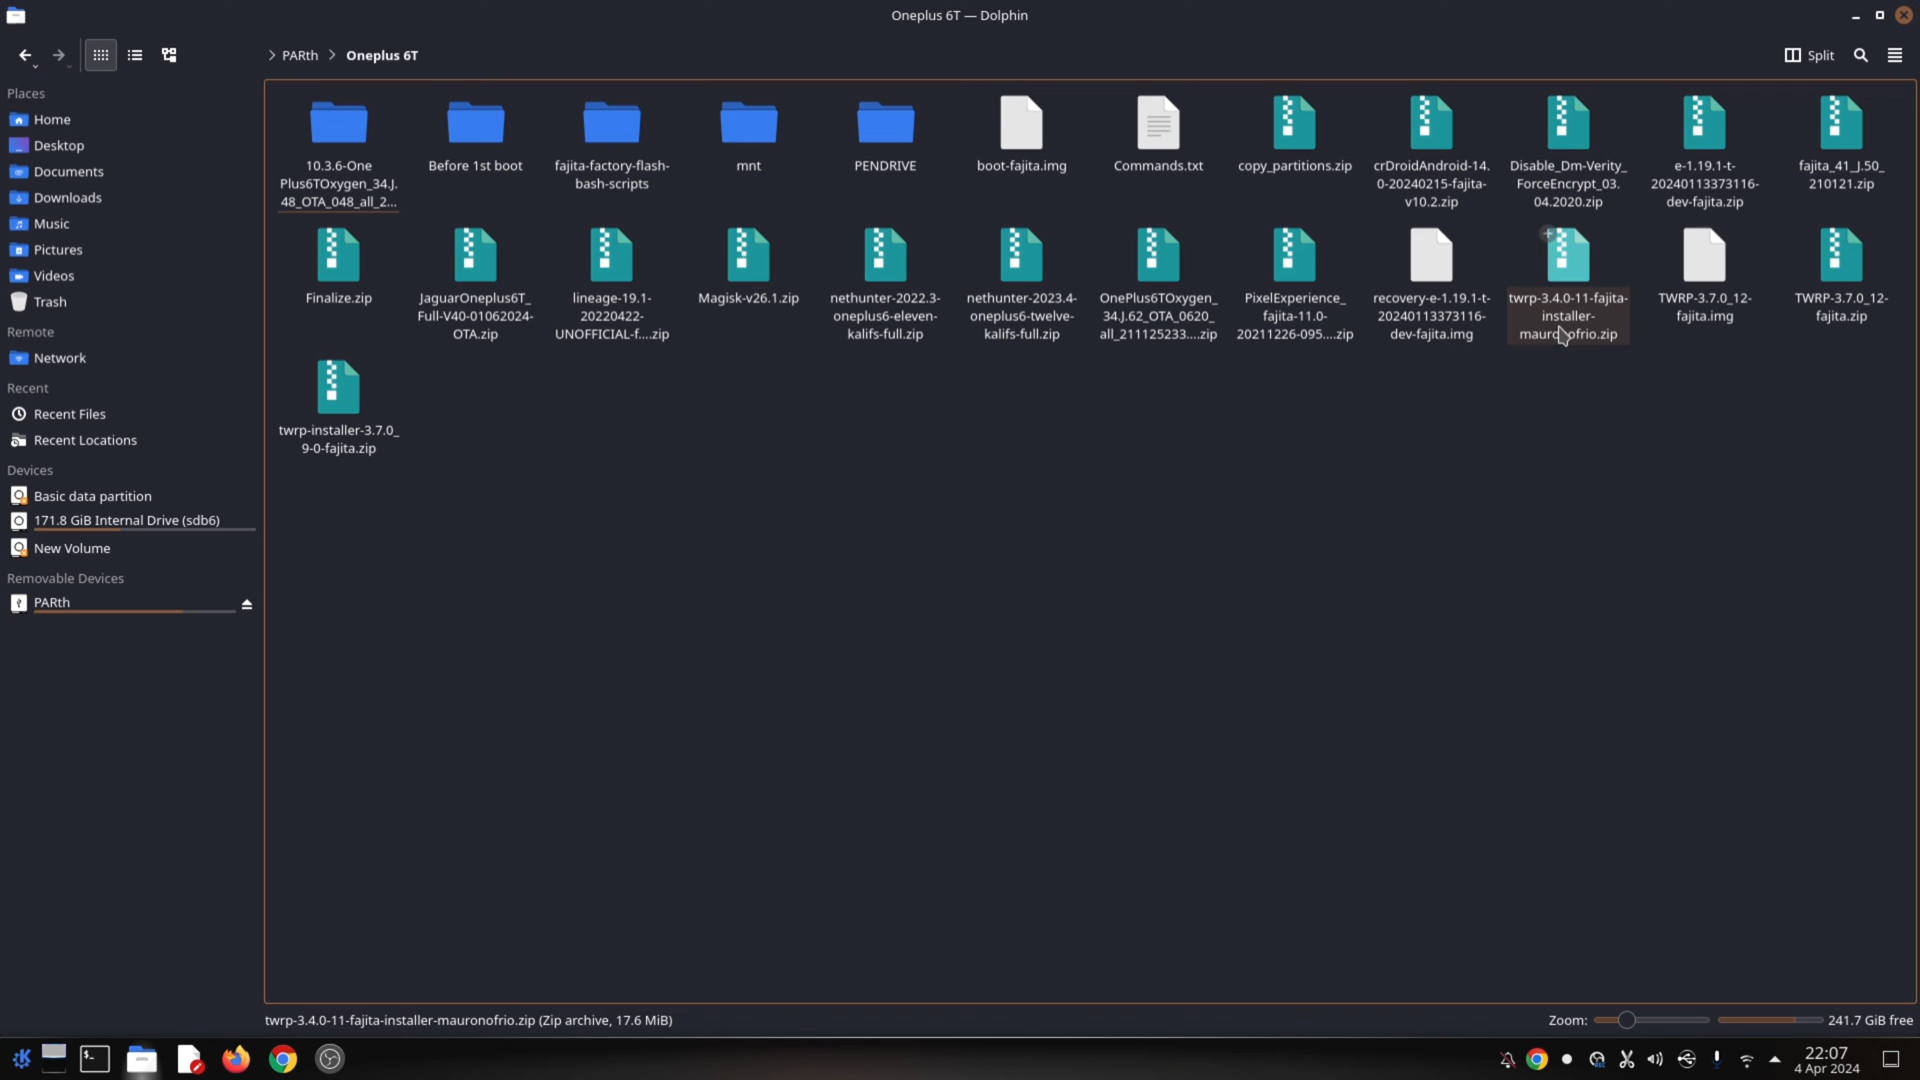 Oneplus 6T — Dolphin
PARth
Oneplus 6T
Split
Places
Home
Desktop
Documents
Downloads
Music
Pictures
Videos
Trash
Remote
Network
Recent
Recent Files
Recent Locations
Devices
Basic data partition
171.8 GiB Internal Drive (sdb6)
New Volume
Removable Devices
PARth
10.3.6-One
Plus6TOxygen_34.J.
48_OTA_048_all_2...
Before 1st boot
fajita-factory-flash-
bash-scripts
mnt
PENDRIVE
boot-fajita.img
Commands.txt
copy_partitions.zip
crDroidAndroid-14.
0-20240215-fajita-
v10.2.zip
Disable_Dm-Verity_
ForceEncrypt_03.
04.2020.zip
e-1.19.1-t-
20240113373116-
dev-fajita.zip
fajita_41_J.50_
210121.zip
Finalize.zip
JaguarOneplus6T_
Full-V40-01062024-
OTA.zip
lineage-19.1-
20220422-
UNOFFICIAL-f....zip
Magisk-v26.1.zip
nethunter-2022.3-
oneplus6-eleven-
kalifs-full.zip
nethunter-2023.4-
oneplus6-twelve-
kalifs-full.zip
OnePlus6TOxygen_
34.J.62_OTA_0620_
all_211125233....zip
PixelExperience_
fajita-11.0-
20211226-095....zip
recovery-e-1.19.1-t-
20240113373116-
dev-fajita.img
twrp-3.4.0-11-fajita-
installer-
mauronofrio.zip
TWRP-3.7.0_12-
fajita.img
TWRP-3.7.0_12-
fajita.zip
twrp-installer-3.7.0_
9-0-fajita.zip
twrp-3.4.0-11-fajita-installer-mauronofrio.zip (Zip archive, 17.6 MiB)
Zoom:
241.7 GiB free
22:07
4 Apr 2024